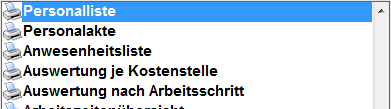 Personalliste
Personalakte
Anwesenheitsliste
Auswertung je Kostenstelle
Auswertung nach Arbeitsschritt